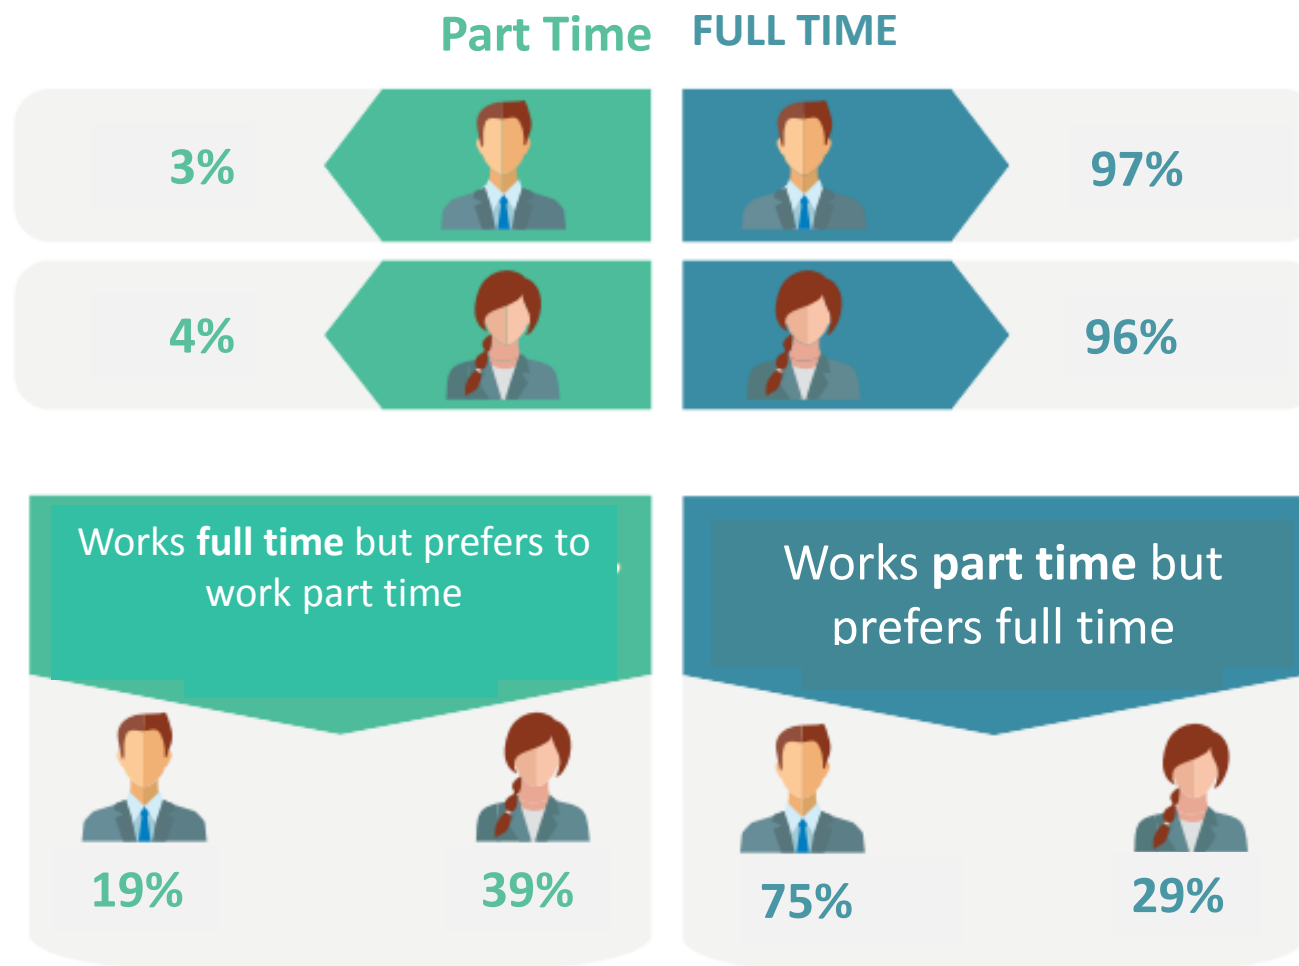 Part Time
FULL TIME
3%
97%
4%
96%
Works full time but prefers to
work part time
Works part time but
prefers full time
19%
39%
75%
29%